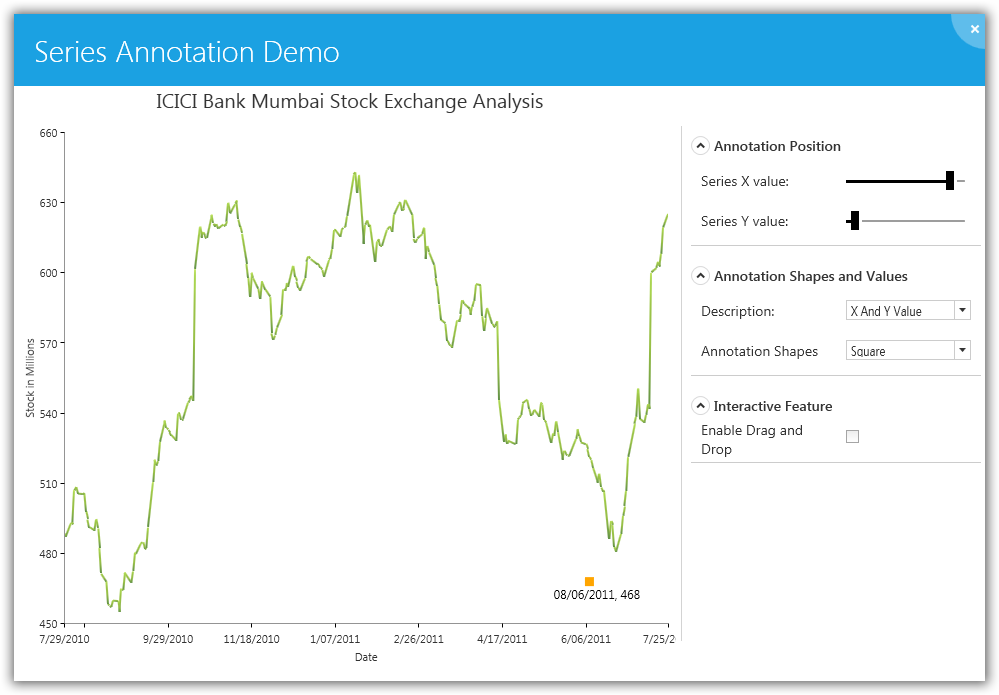 Series Annotation Demo
ICICI Bank Mumbai Stock Exchange Analysis
660
630
600
570
540
510
480
450
Stock in Millions
7/29/2010
9/29/2010
11/18/2010
1/07/2011
2/26/2011
4/17/2011
6/06/2011
7/25/2
Date
08/06/2011, 468
Annotation Position
Series X value:
Series Y value:
Annotation Shapes and Values
Description:
X And Y Value
Annotation Shapes
Square
Interactive Feature
Enable Drag and
Drop